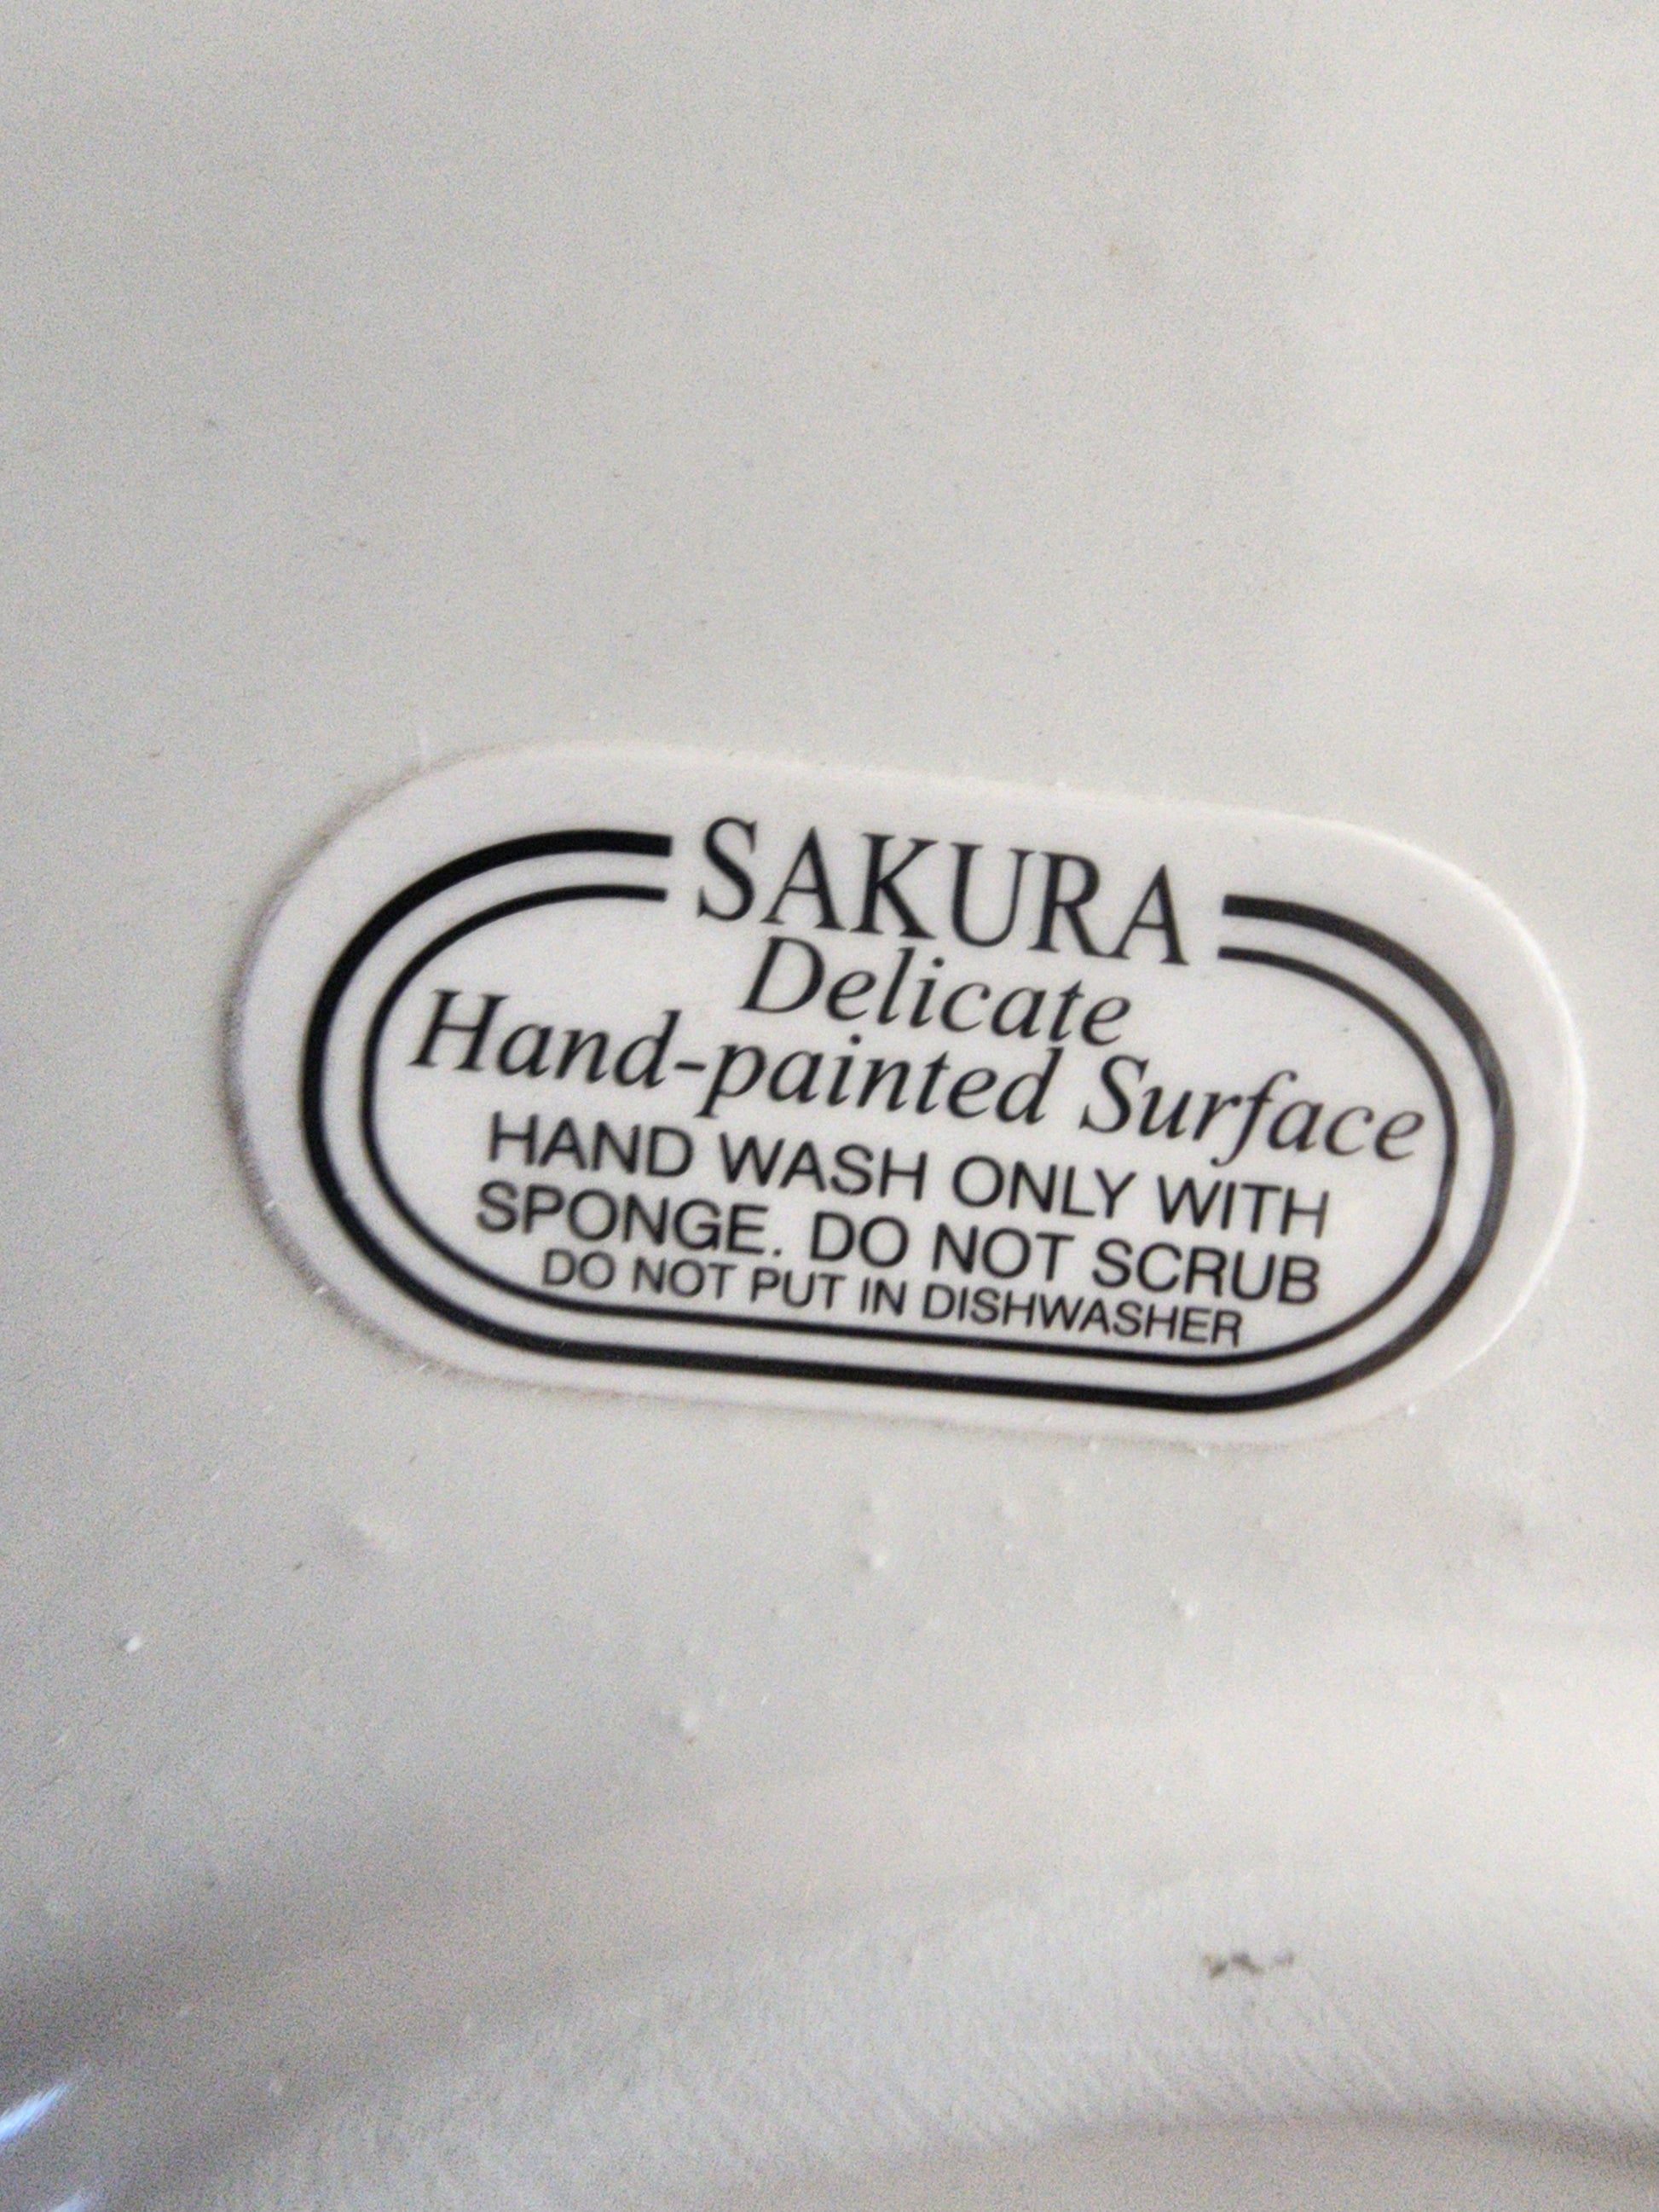 SAKURA
Delicate
Hand-painted Surface
HAND WASH ONLY WITH
SPONGE. DO NOT SCRUB
DO NOT PUT IN DISHWASHER